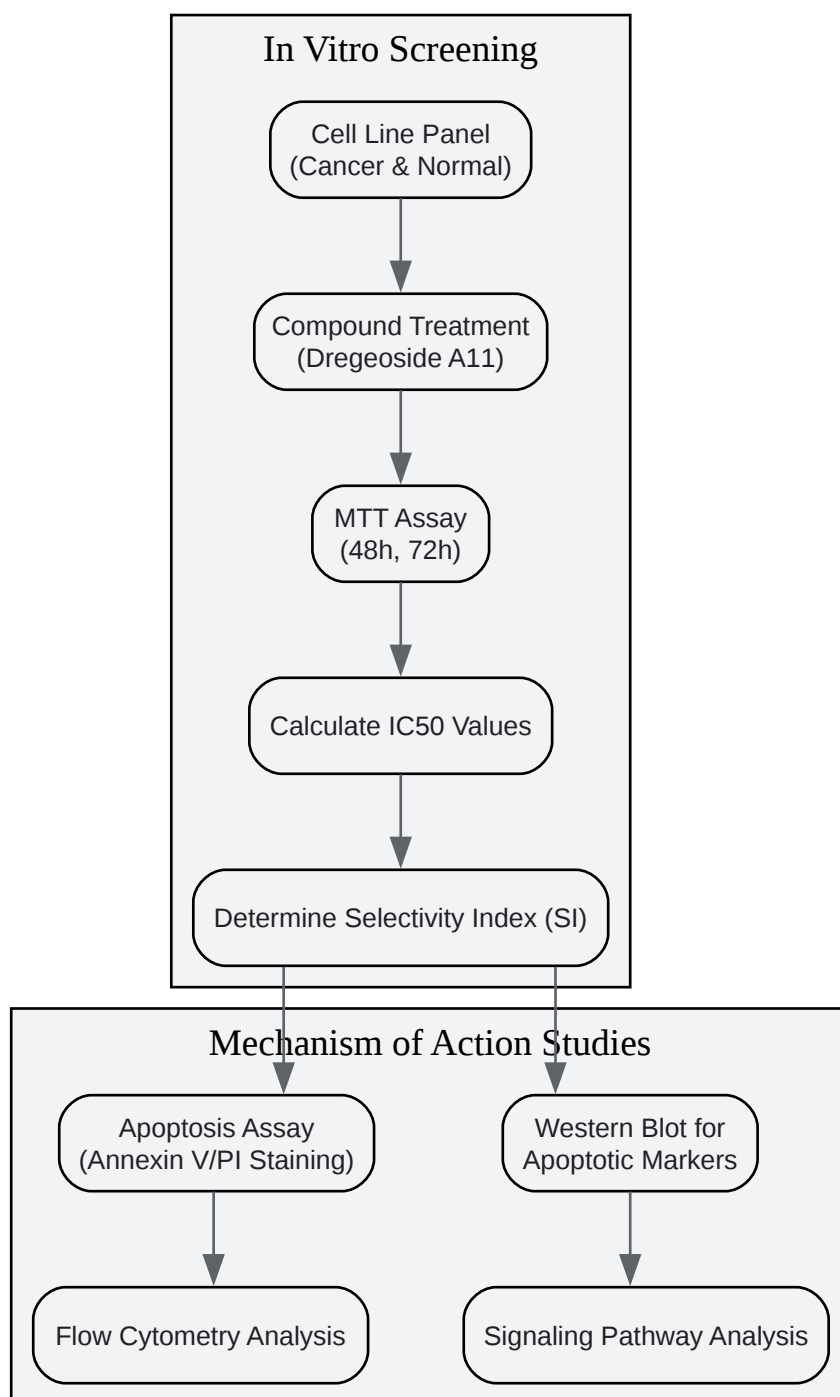 In Vitro Screening
Cell Line Panel
(Cancer & Normal)
Compound Treatment
(Dregeoside A11)
MTT Assay
(48h, 72h)
Calculate IC50 Values
Determine Selectivity Index (SI)
Mechanism of Action Studies
Apoptosis Assay
(Annexin V/PI Staining)
Western Blot for
Apoptotic Markers
Flow Cytometry Analysis
Signaling Pathway Analysis